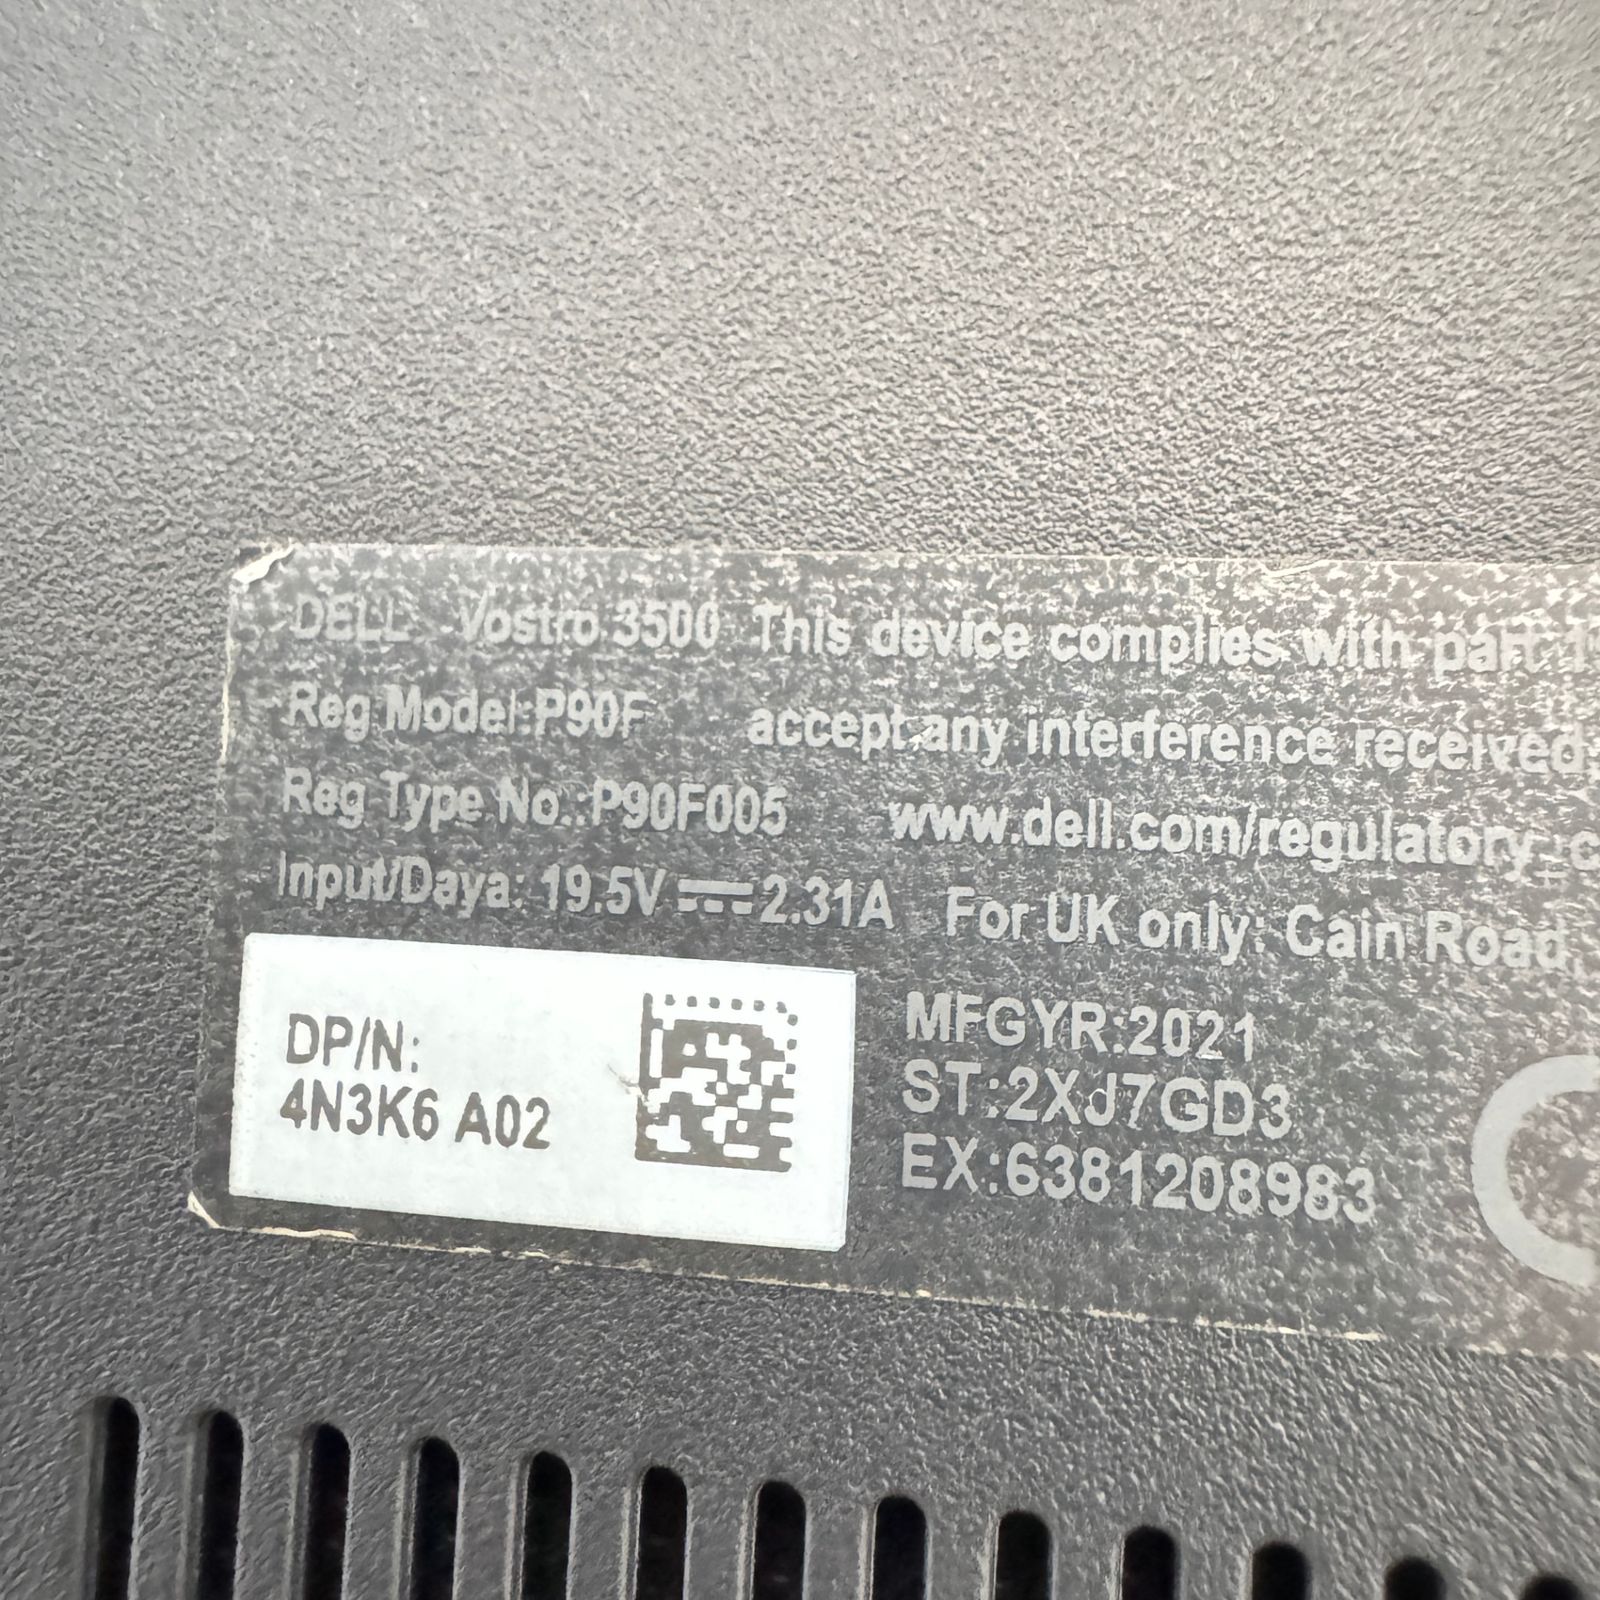 DELL Vostro 3500 This device complies with part
Reg Model:P90F accept any interference received,
Reg Type No.:P90F005 www.dell.com/regulatory_c
Input/Daya: 19.5V ⎓ 2.31A For UK only: Cain Road,
DP/N:
4N3K6 A02
MFGYR:2021
ST:2XJ7GD3
EX:6381208983